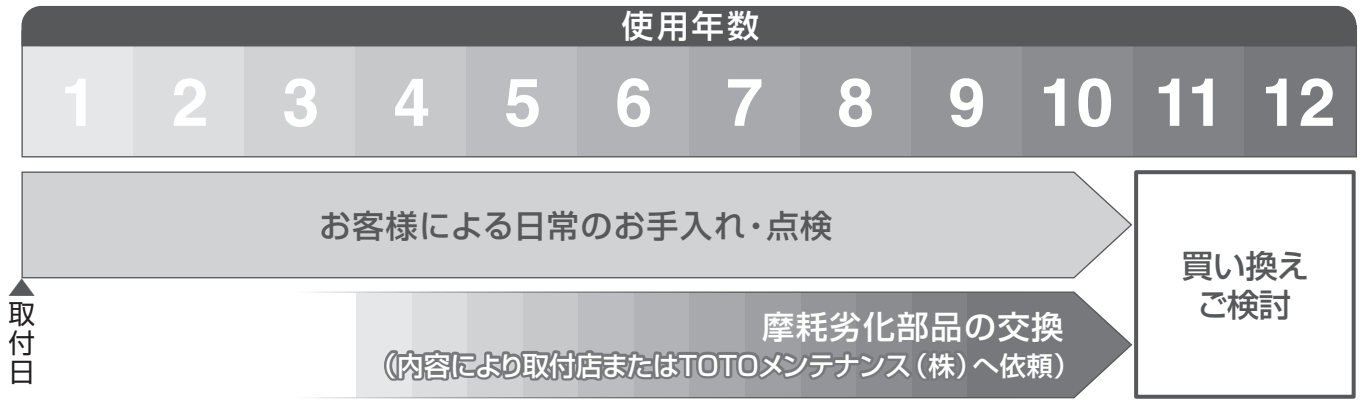 使用年数
1 2 3 4 5 6 7 8 9 10 11 12
お客様による日常のお手入れ・点検
取付日
摩耗劣化部品の交換
(内容により取付店またはTOTOメンテナンス(株)へ依頼)
買い換え
ご検討